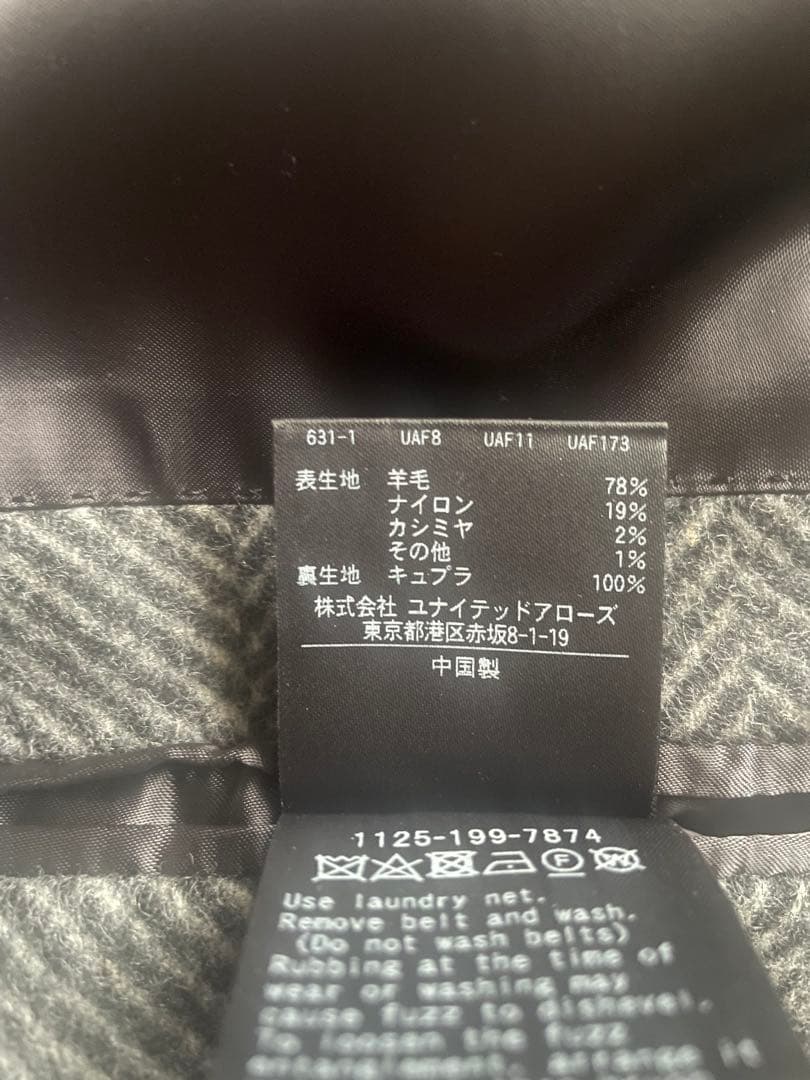 631-1 UAF8 UAF11 UAF173
表生地 羊毛 78%
ナイロン 19%
カシミヤ 2%
その他 1%
裏生地 キュプラ 100%
株式会社 ユナイテッドアローズ
東京都港区赤坂8-1-19
中国製
1125-199-7874
F W
Use laundry net.
Remove belt and wash.
(Do not wash belts)
Rubbing at the time of
wear or washing may
cause fuzz to dishevel.
To loosen the fuzz
entanglement, arrange it